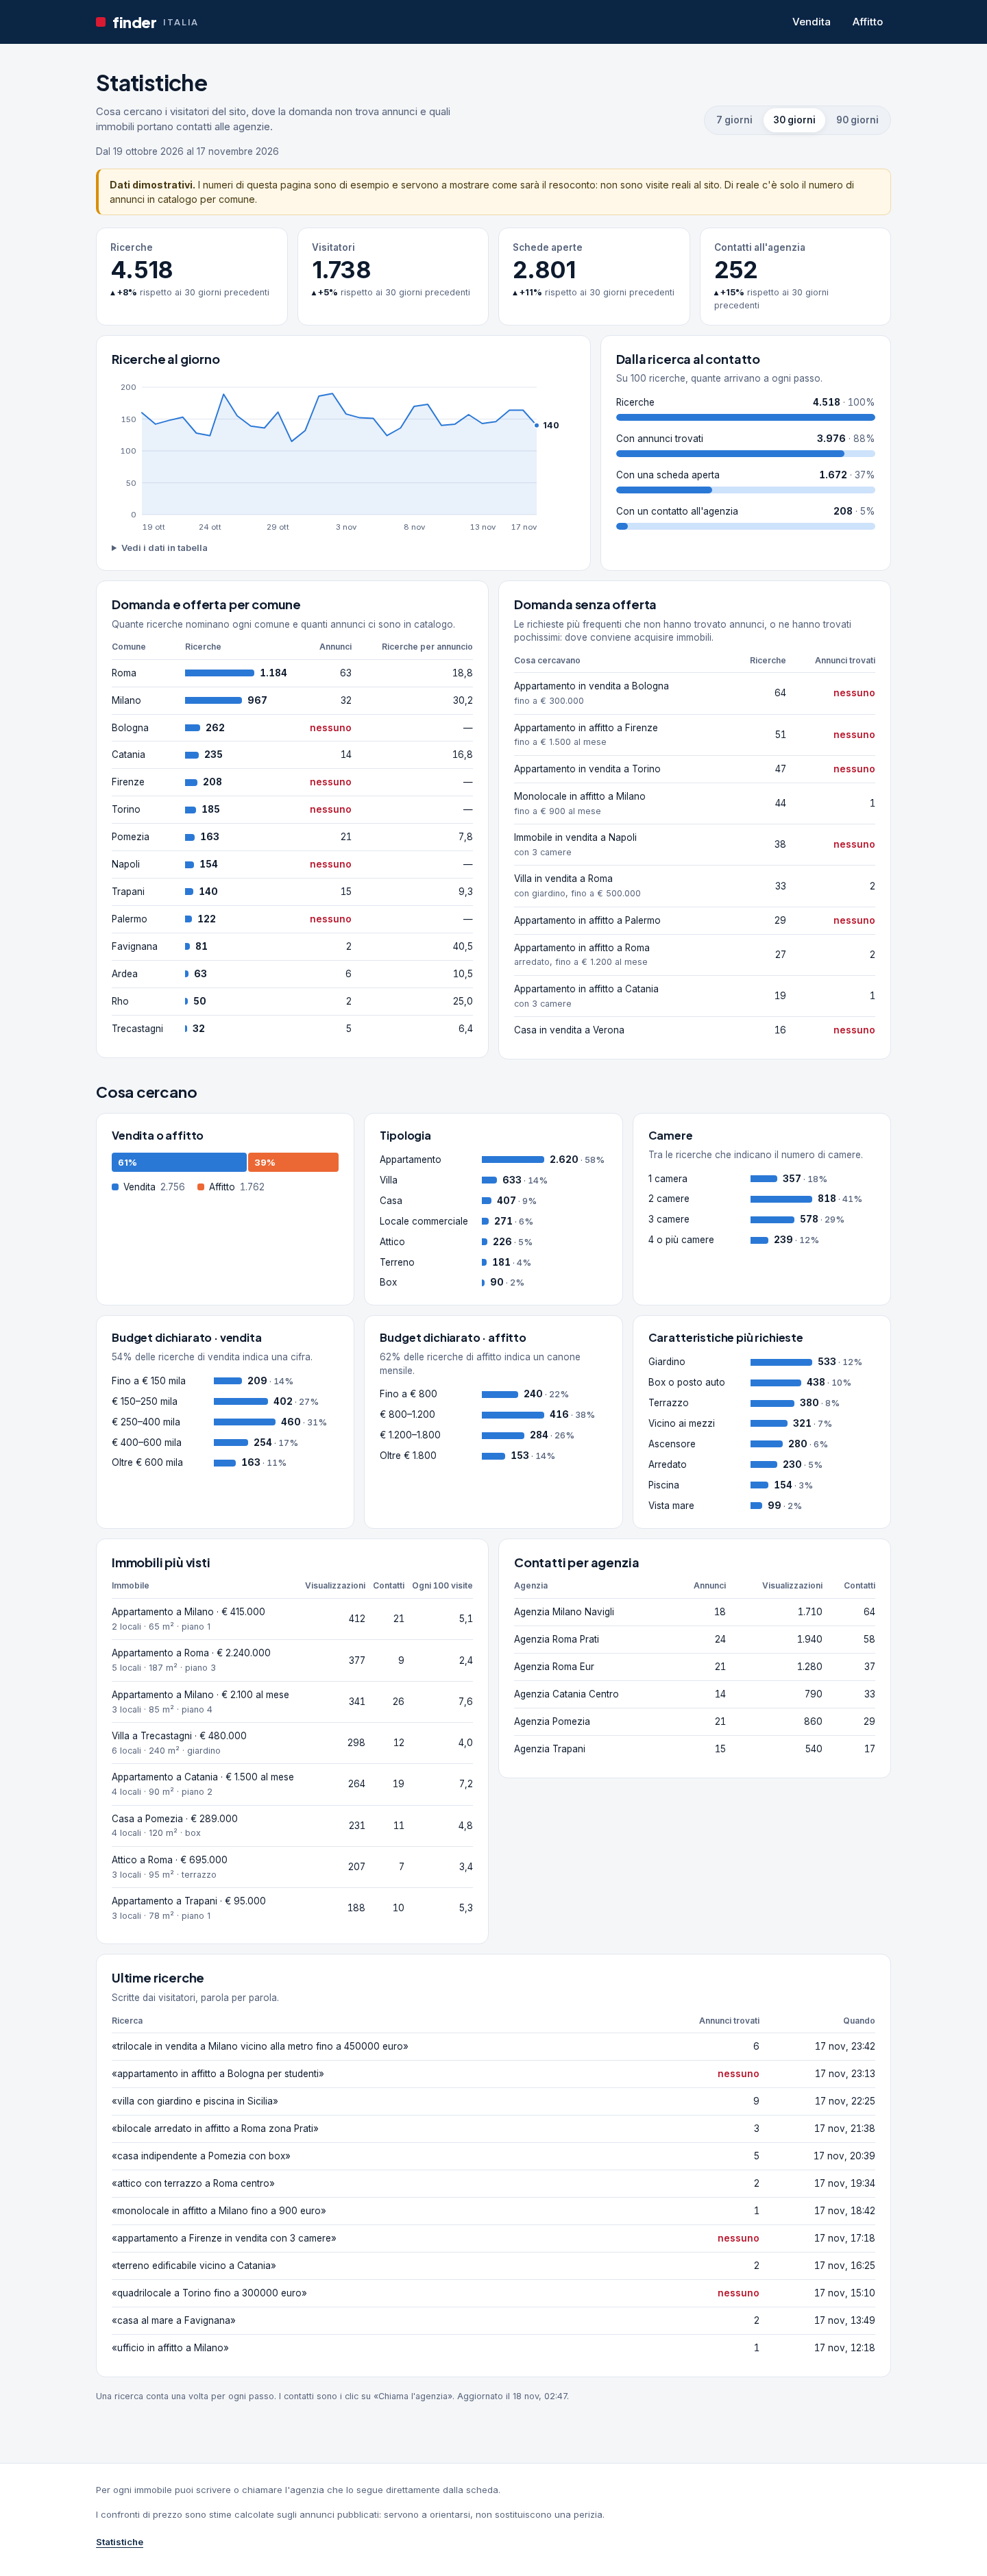 finder ITALIA
Vendita Affitto
Statistiche
Cosa cercano i visitatori del sito, dove la domanda non trova annunci e quali
immobili portano contatti alle agenzie.
7 giorni 30 giorni 90 giorni
Dal 19 ottobre 2026 al 17 novembre 2026
Dati dimostrativi. I numeri di questa pagina sono di esempio e servono a mostrare come sarà il resoconto: non sono visite reali al sito. Di reale c'è solo il numero di
annunci in catalogo per comune.
Ricerche
4.518
▲+8% rispetto ai 30 giorni precedenti
Visitatori
1.738
▲+5% rispetto ai 30 giorni precedenti
Schede aperte
2.801
▲+11% rispetto ai 30 giorni precedenti
Contatti all'agenzia
252
▲+15% rispetto ai 30 giorni
precedenti
Ricerche al giorno
200
150
100
50
0
140
19 ott 24 ott 29 ott 3 nov 8 nov 13 nov 17 nov
▶ Vedi i dati in tabella
Dalla ricerca al contatto
Su 100 ricerche, quante arrivano a ogni passo.
Ricerche 4.518 · 100%
Con annunci trovati 3.976 · 88%
Con una scheda aperta 1.672 · 37%
Con un contatto all'agenzia 208 · 5%
Domanda e offerta per comune
Quante ricerche nominano ogni comune e quanti annunci ci sono in catalogo.
Comune Ricerche Annunci Ricerche per annuncio
Roma 1.184 63 18,8
Milano 967 32 30,2
Bologna 262 nessuno —
Catania 235 14 16,8
Firenze 208 nessuno —
Torino 185 nessuno —
Pomezia 163 21 7,8
Napoli 154 nessuno —
Trapani 140 15 9,3
Palermo 122 nessuno —
Favignana 81 2 40,5
Ardea 63 6 10,5
Rho 50 2 25,0
Trecastagni 32 5 6,4
Domanda senza offerta
Le richieste più frequenti che non hanno trovato annunci, o ne hanno trovati
pochissimi: dove conviene acquisire immobili.
Cosa cercavano Ricerche Annunci trovati
Appartamento in vendita a Bologna 64 nessuno
fino a € 300.000
Appartamento in affitto a Firenze 51 nessuno
fino a € 1.500 al mese
Appartamento in vendita a Torino 47 nessuno
Monolocale in affitto a Milano 44 1
fino a € 900 al mese
Immobile in vendita a Napoli 38 nessuno
con 3 camere
Villa in vendita a Roma 33 2
con giardino, fino a € 500.000
Appartamento in affitto a Palermo 29 nessuno
Appartamento in affitto a Roma 27 2
arredato, fino a € 1.200 al mese
Appartamento in affitto a Catania 19 1
con 3 camere
Casa in vendita a Verona 16 nessuno
Cosa cercano
Vendita o affitto
61% 39%
Vendita 2.756 Affitto 1.762
Tipologia
Appartamento 2.620 · 58%
Villa 633 · 14%
Casa 407 · 9%
Locale commerciale 271 · 6%
Attico 226 · 5%
Terreno 181 · 4%
Box 90 · 2%
Camere
Tra le ricerche che indicano il numero di camere.
1 camera 357 · 18%
2 camere 818 · 41%
3 camere 578 · 29%
4 o più camere 239 · 12%
Budget dichiarato · vendita
54% delle ricerche di vendita indica una cifra.
Fino a € 150 mila 209 · 14%
€ 150–250 mila 402 · 27%
€ 250–400 mila 460 · 31%
€ 400–600 mila 254 · 17%
Oltre € 600 mila 163 · 11%
Budget dichiarato · affitto
62% delle ricerche di affitto indica un canone
mensile.
Fino a € 800 240 · 22%
€ 800–1.200 416 · 38%
€ 1.200–1.800 284 · 26%
Oltre € 1.800 153 · 14%
Caratteristiche più richieste
Giardino 533 · 12%
Box o posto auto 438 · 10%
Terrazzo 380 · 8%
Vicino ai mezzi 321 · 7%
Ascensore 280 · 6%
Arredato 230 · 5%
Piscina 154 · 3%
Vista mare 99 · 2%
Immobili più visti
Immobile Visualizzazioni Contatti Ogni 100 visite
Appartamento a Milano · € 415.000 412 21 5,1
2 locali · 65 m² · piano 1
Appartamento a Roma · € 2.240.000 377 9 2,4
5 locali · 187 m² · piano 3
Appartamento a Milano · € 2.100 al mese 341 26 7,6
3 locali · 85 m² · piano 4
Villa a Trecastagni · € 480.000 298 12 4,0
6 locali · 240 m² · giardino
Appartamento a Catania · € 1.500 al mese 264 19 7,2
4 locali · 90 m² · piano 2
Casa a Pomezia · € 289.000 231 11 4,8
4 locali · 120 m² · box
Attico a Roma · € 695.000 207 7 3,4
3 locali · 95 m² · terrazzo
Appartamento a Trapani · € 95.000 188 10 5,3
3 locali · 78 m² · piano 1
Contatti per agenzia
Agenzia Annunci Visualizzazioni Contatti
Agenzia Milano Navigli 18 1.710 64
Agenzia Roma Prati 24 1.940 58
Agenzia Roma Eur 21 1.280 37
Agenzia Catania Centro 14 790 33
Agenzia Pomezia 21 860 29
Agenzia Trapani 15 540 17
Ultime ricerche
Scritte dai visitatori, parola per parola.
Ricerca Annunci trovati Quando
«trilocale in vendita a Milano vicino alla metro fino a 450000 euro» 6 17 nov, 23:42
«appartamento in affitto a Bologna per studenti» nessuno 17 nov, 23:13
«villa con giardino e piscina in Sicilia» 9 17 nov, 22:25
«bilocale arredato in affitto a Roma zona Prati» 3 17 nov, 21:38
«casa indipendente a Pomezia con box» 5 17 nov, 20:39
«attico con terrazzo a Roma centro» 2 17 nov, 19:34
«monolocale in affitto a Milano fino a 900 euro» 1 17 nov, 18:42
«appartamento a Firenze in vendita con 3 camere» nessuno 17 nov, 17:18
«terreno edificabile vicino a Catania» 2 17 nov, 16:25
«quadrilocale a Torino fino a 300000 euro» nessuno 17 nov, 15:10
«casa al mare a Favignana» 2 17 nov, 13:49
«ufficio in affitto a Milano» 1 17 nov, 12:18
Una ricerca conta una volta per ogni passo. I contatti sono i clic su «Chiama l'agenzia». Aggiornato il 18 nov, 02:47.
Per ogni immobile puoi scrivere o chiamare l'agenzia che lo segue direttamente dalla scheda.
I confronti di prezzo sono stime calcolate sugli annunci pubblicati: servono a orientarsi, non sostituiscono una perizia.
Statistiche